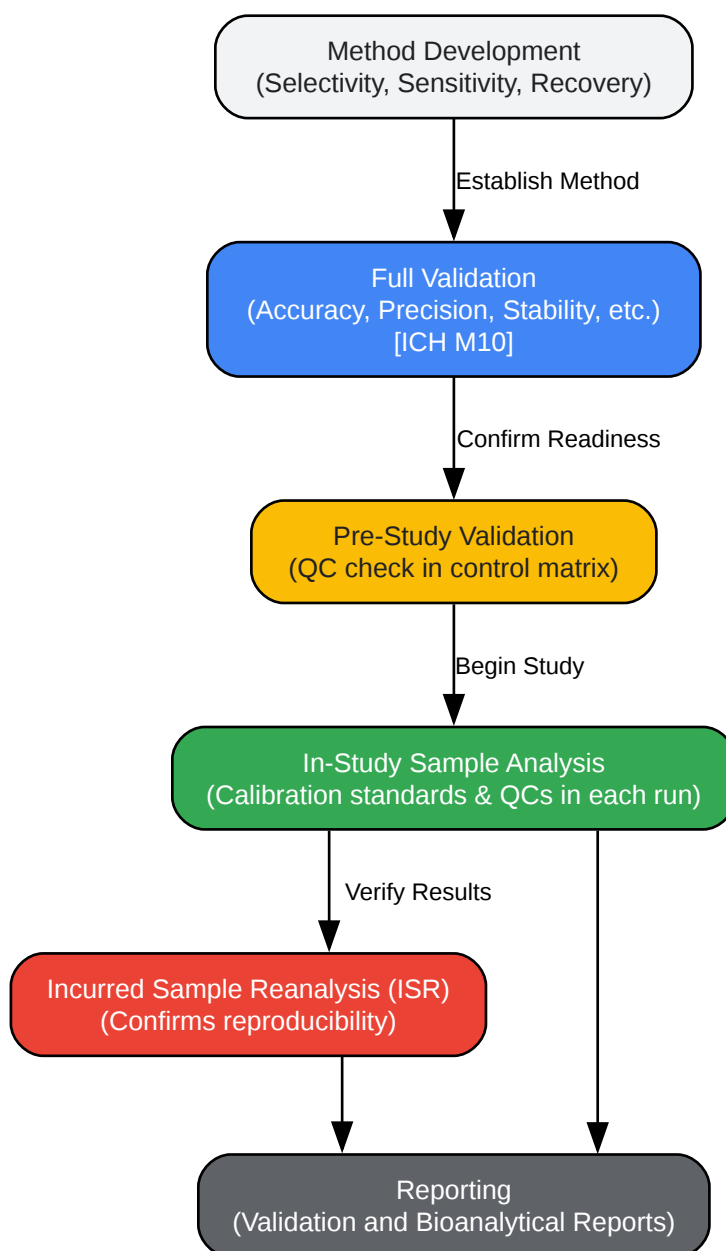 Method Development
(Selectivity, Sensitivity, Recovery)
Establish Method
Full Validation
(Accuracy, Precision, Stability, etc.)
[ICH M10]
Confirm Readiness
Pre-Study Validation
(QC check in control matrix)
Begin Study
In-Study Sample Analysis
(Calibration standards & QCs in each run)
Verify Results
Incurred Sample Reanalysis (ISR)
(Confirms reproducibility)
Reporting
(Validation and Bioanalytical Reports)